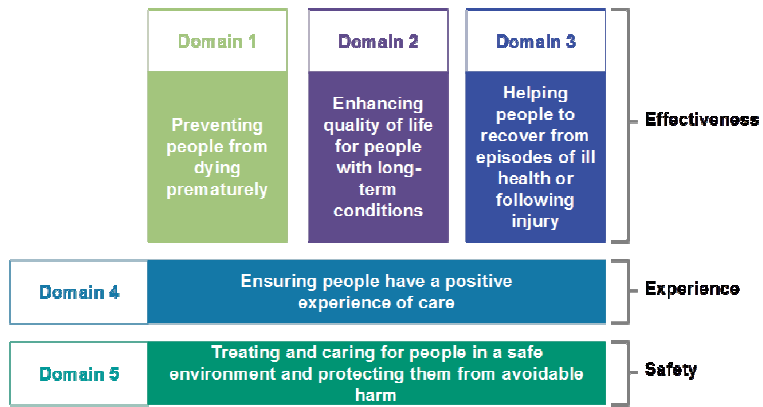 Domain 1
Preventing
people from
dying
prematurely
Domain 2
Enhancing
quality of life
for people
with long-
term
conditions
Domain 3
Helping
people to
recover from
episodes of ill
health or
following
injury
Effectiveness
Domain 4
Ensuring people have a positive
experience of care
Experience
Domain 5
Treating and caring for people in a safe
environment and protecting them from avoidable
harm
Safety